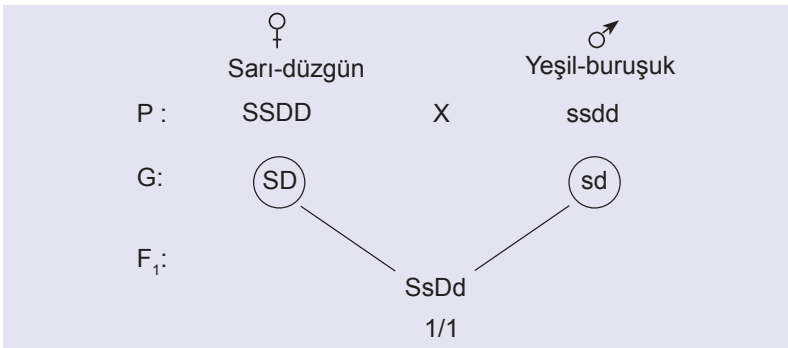 ♀ ♂
Sarı-düzgün Yeşil-buruşuk
P : SSDD X ssdd
G: SD sd
F₁:
SsDd
1/1